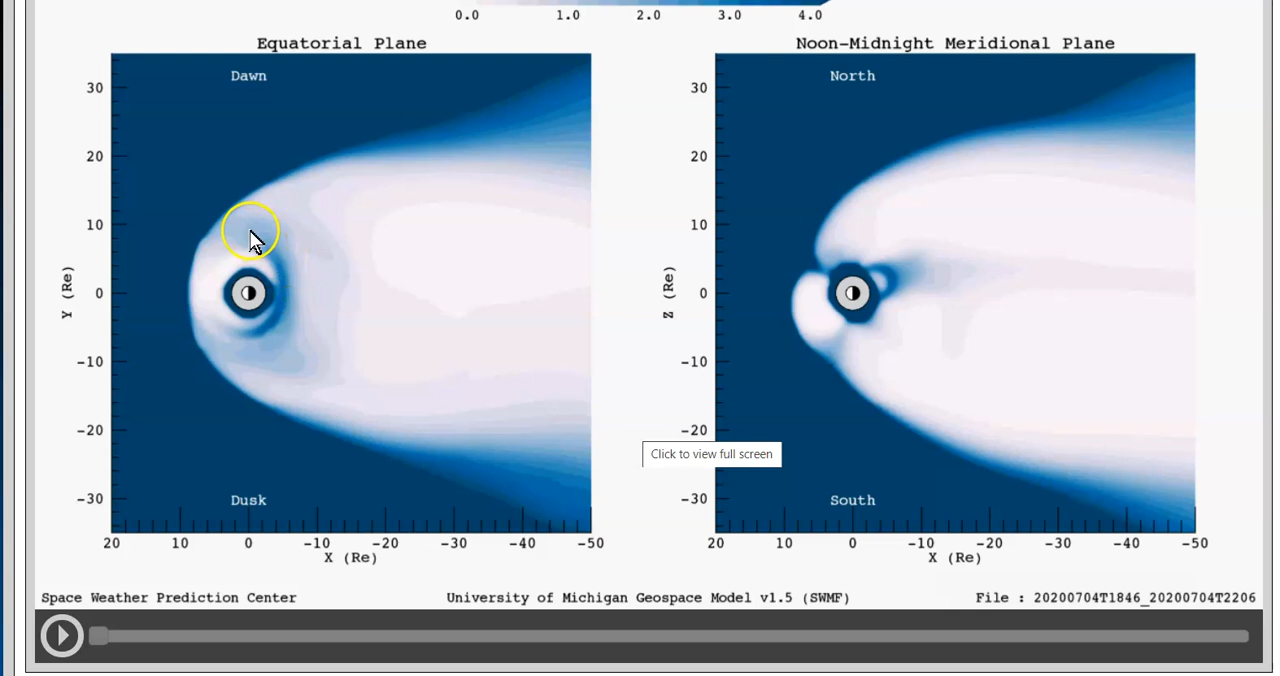 0.0 1.0 2.0 3.0 4.0
Equatorial Plane
Dawn
30
20
10
0
-10
-20
-30
Y (Re)
Dusk
20 10 0 -10 -20 -30 -40 -50
X (Re)
Noon-Midnight Meridional Plane
North
30
20
10
0
-10
-20
-30
Z (Re)
South
20 10 0 -10 -20 -30 -40 -50
X (Re)
Click to view full screen
Space Weather Prediction Center
University of Michigan Geospace Model v1.5 (SWMF)
File : 20200704T1846_20200704T2206